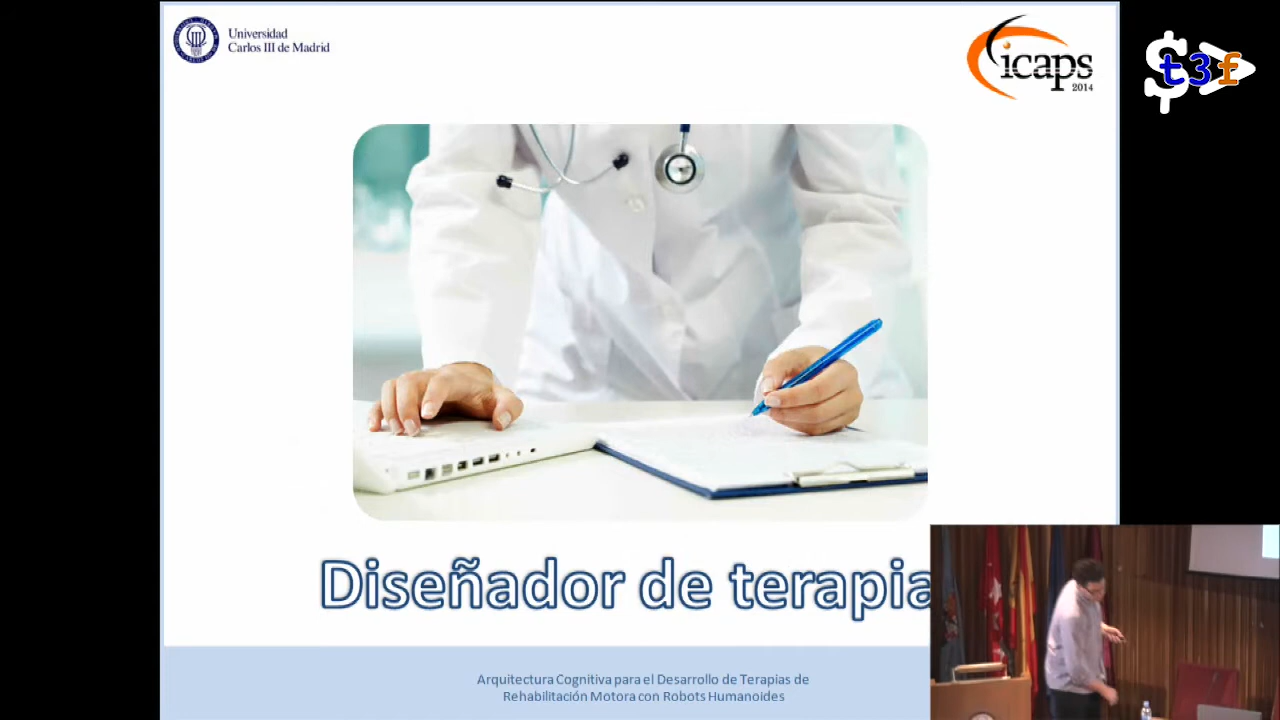 Universidad
Carlos III de Madrid
icaps
2014
t3f
Diseñador de terapia
Arquitectura Cognitiva para el Desarrollo de Terapias de
Rehabilitación Motora con Robots Humanoides